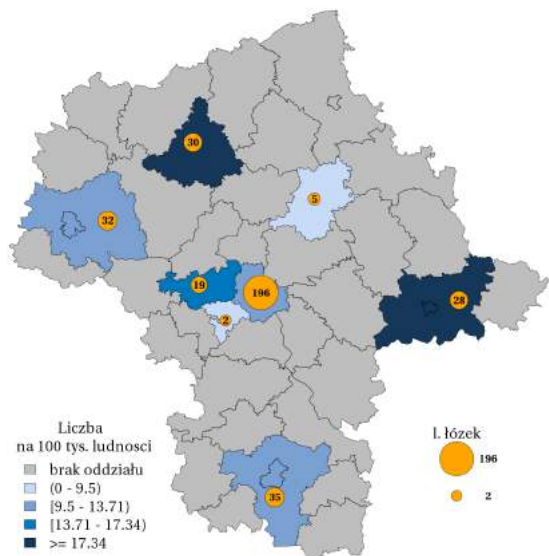 30
5
32
19
196
28
2
35
Liczba
na 100 tys. ludnosci
brak oddziału
(0 - 9.5)
[9.5 - 13.71)
[13.71 - 17.34)
>= 17.34
l. łózek
196
2